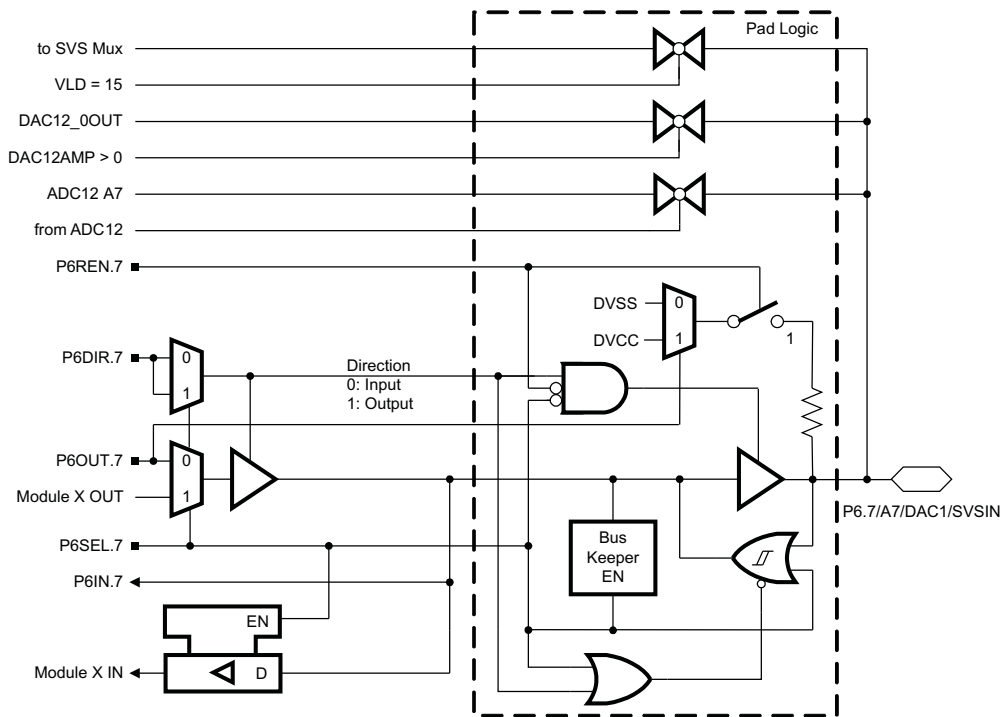 Pad Logic
to SVS Mux
VLD = 15
DAC12_0OUT
DAC12AMP > 0
ADC12 A7
from ADC12
P6REN.7
DVSS
0
DVCC
1
1
P6DIR.7
0
1
Direction
0: Input
1: Output
P6OUT.7
0
Module X OUT
1
P6.7/A7/DAC1/SVSIN
P6SEL.7
Bus
Keeper
EN
P6IN.7
EN
Module X IN
D